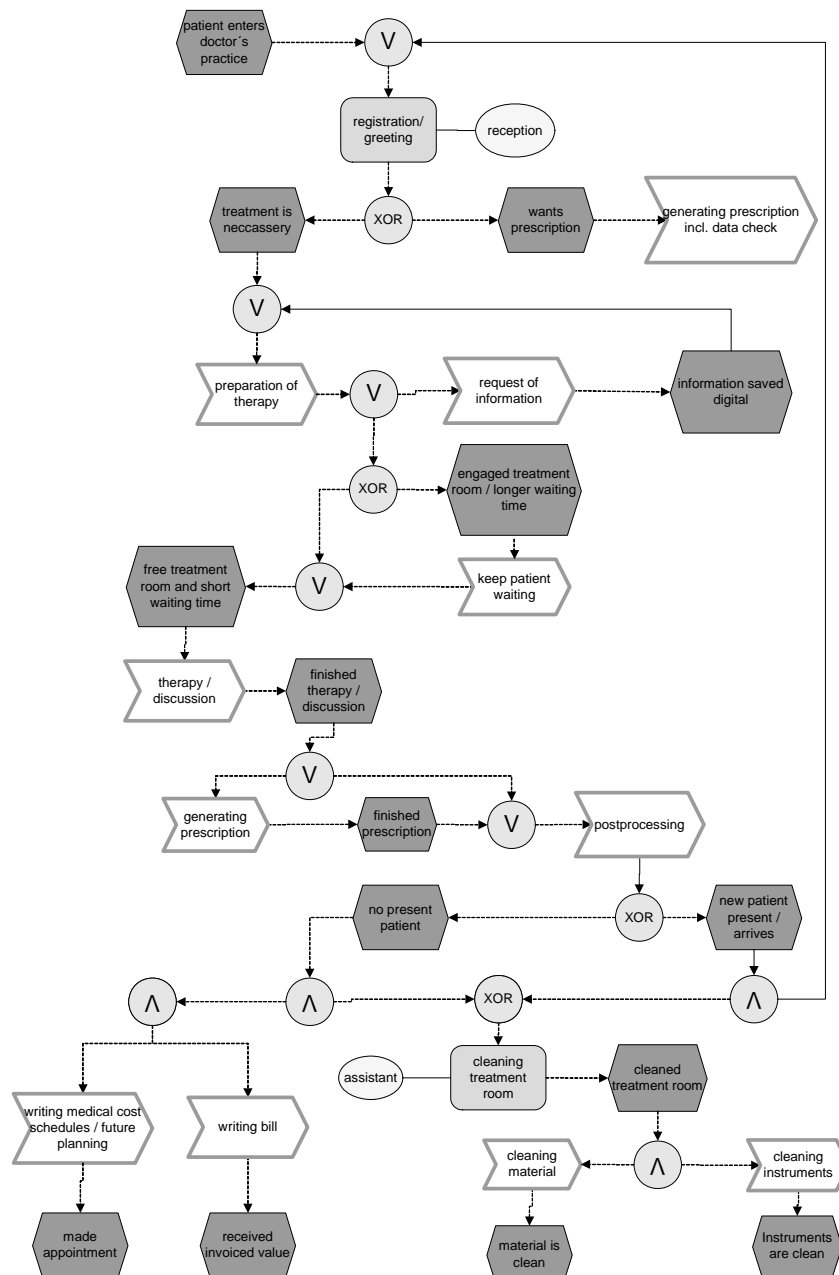 patient enters
doctor´s
practice
V
registration/
greeting
reception
treatment is
neccassery
XOR
wants
prescription
generating prescription
incl. data check
V
preparation of
therapy
V
request of
information
information saved
digital
XOR
engaged treatment
room / longer waiting
time
free treatment
room and short
waiting time
V
keep patient
waiting
therapy /
discussion
finished
therapy /
discussion
V
generating
prescription
finished
prescription
V
postprocessing
no present
patient
XOR
new patient
present /
arrives
Λ
Λ
XOR
Λ
assistant
cleaning
treatment
room
cleaned
treatment room
writing medical cost
schedules / future
planning
writing bill
cleaning
material
Λ
cleaning
instruments
made
appointment
received
invoiced value
material is
clean
Instruments
are clean